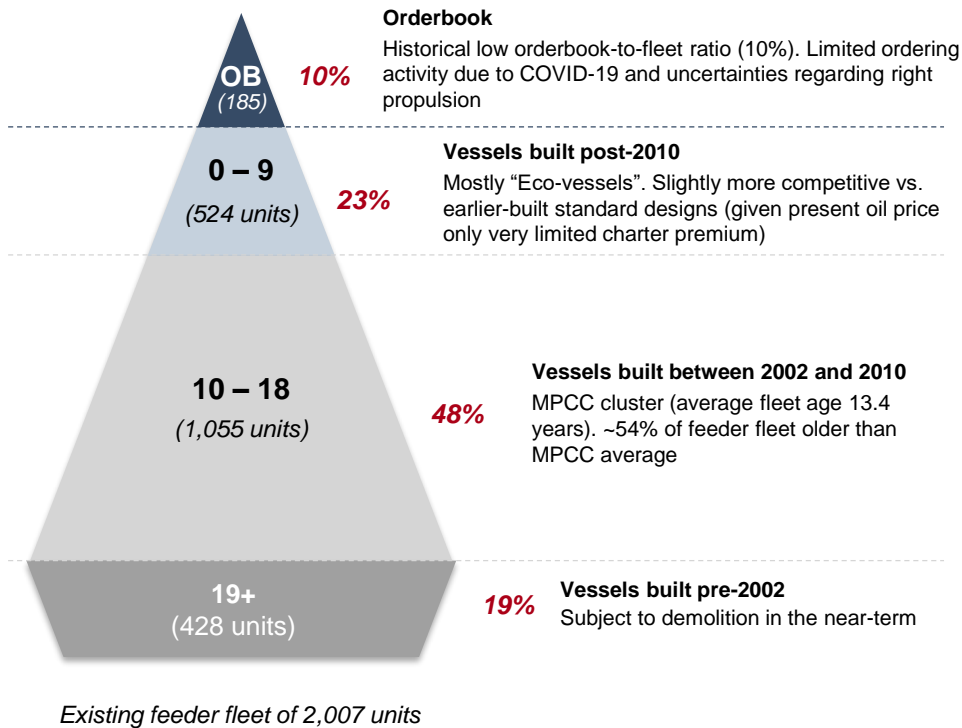 Orderbook
Historical low orderbook-to-fleet ratio (10%). Limited ordering
activity due to COVID-19 and uncertainties regarding right
propulsion
OB
(185)
10%
Vessels built post-2010
Mostly “Eco-vessels”. Slightly more competitive vs.
earlier-built standard designs (given present oil price
only very limited charter premium)
0 – 9
(524 units)
23%
Vessels built between 2002 and 2010
MPCC cluster (average fleet age 13.4
years). ~54% of feeder fleet older than
MPCC average
10 – 18
(1,055 units)
48%
Vessels built pre-2002
Subject to demolition in the near-term
19+
(428 units)
19%
Existing feeder fleet of 2,007 units